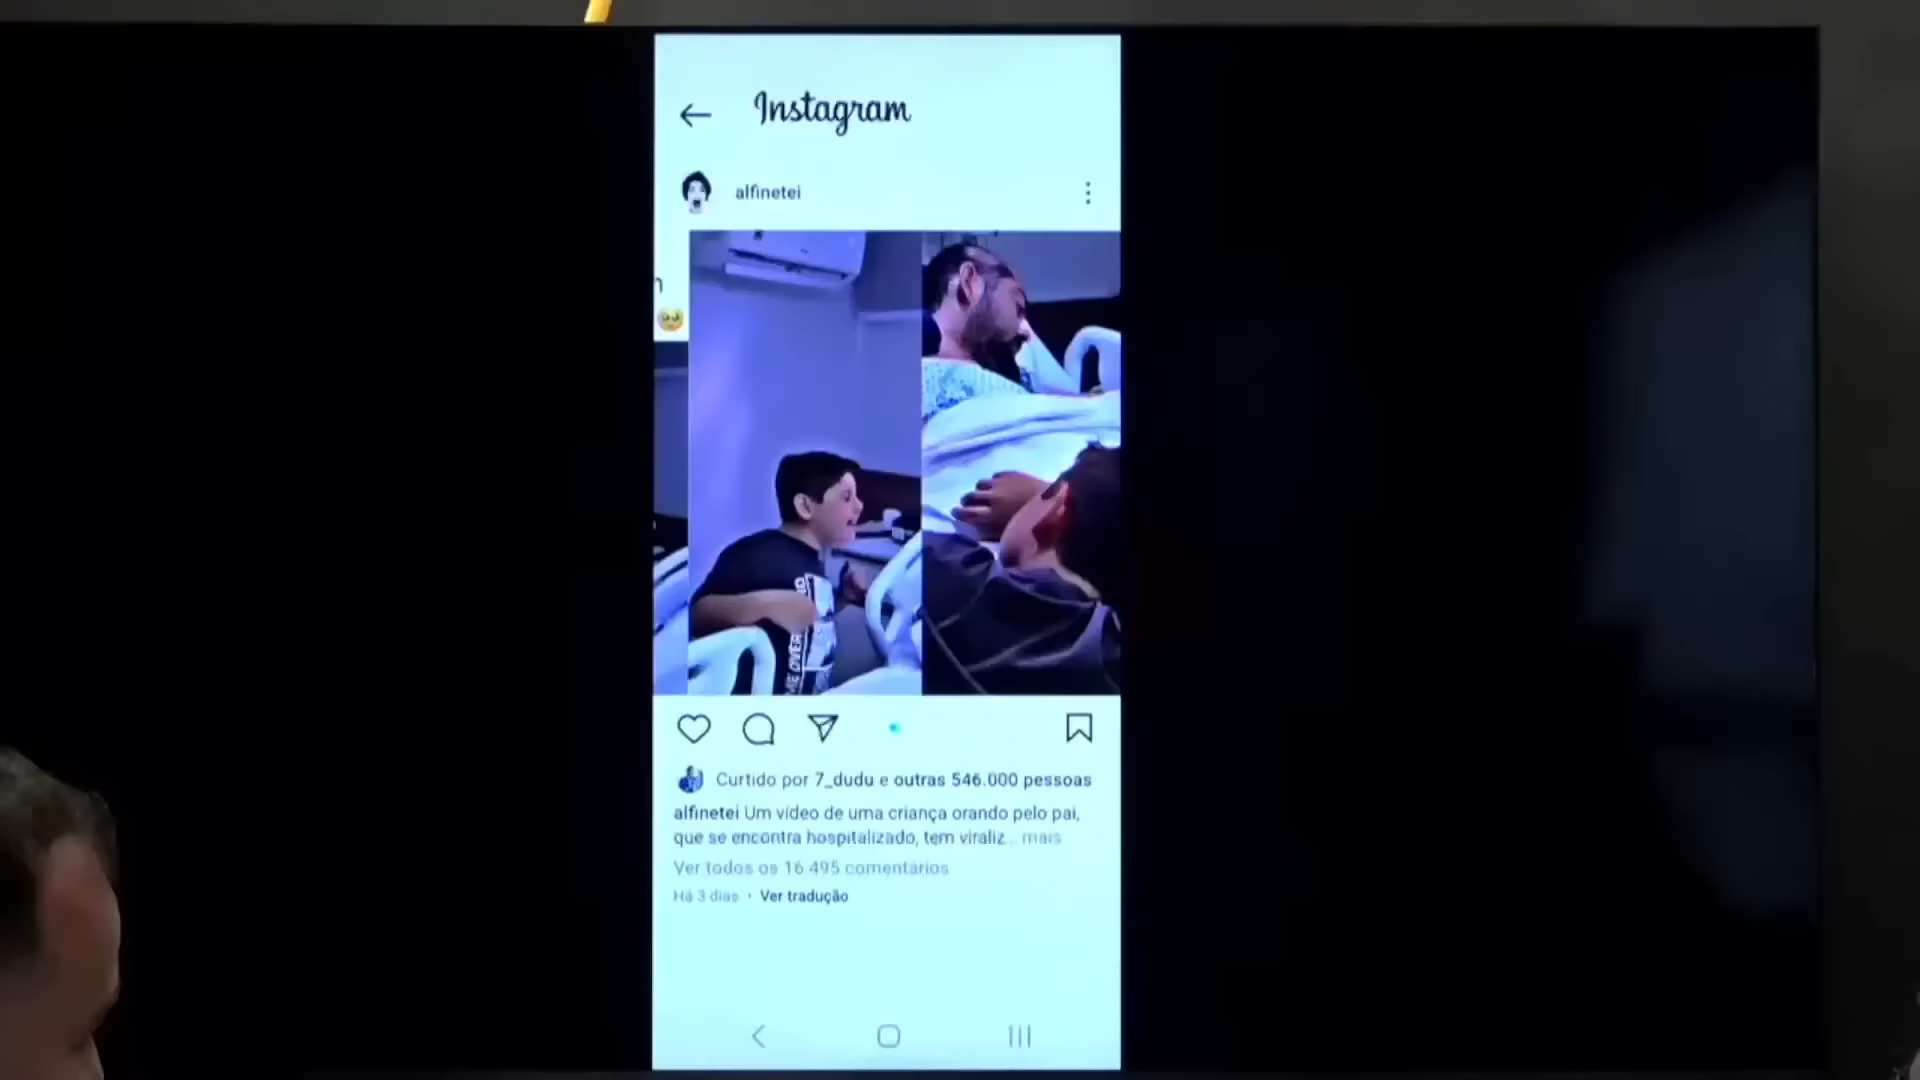 Instagram
alfinetei
Curtido por 7_dudu e outras 546.000 pessoas
alfinetei Um vídeo de uma criança orando pelo pai,
que se encontra hospitalizado, tem viraliz... mais
Ver todos os 16 495 comentários
Há 3 dias • Ver tradução